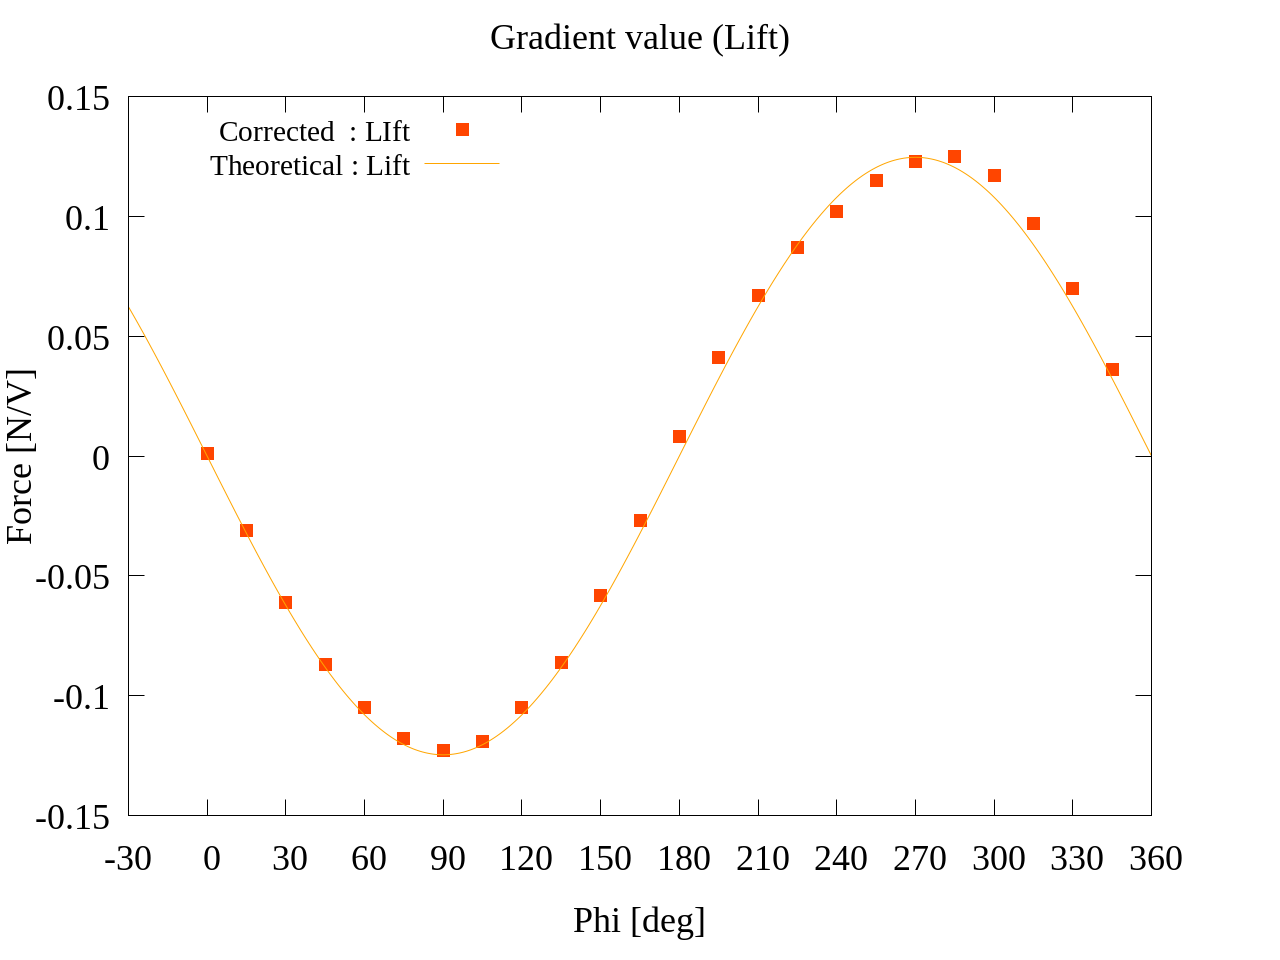 Gradient value (Lift)
0.15
0.1
0.05
0
-0.05
-0.1
-0.15
Force [N/V]
Corrected : LIft
Theoretical : Lift
-30 0 30 60 90 120 150 180 210 240 270 300 330 360
Phi [deg]